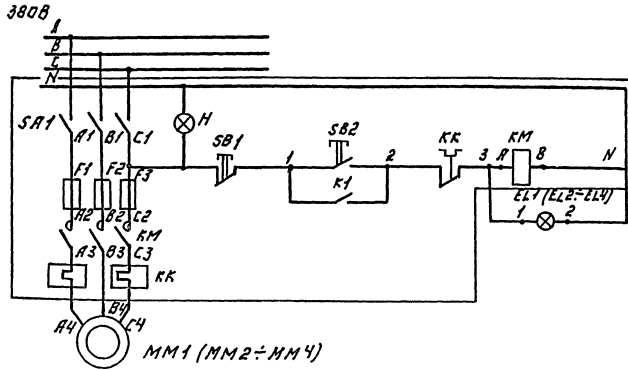 380В
A
B
C
N
SA1 A1 B1 C1 H
SB1 SB2 KK KM
1 2 3 A B N
F1 F2 F3
K1
EL1 (EL2÷EL4)
A2 B2 C2
1 2
KM
A3 B3 C3
KK
A4 B4 C4
MM1 (MM2÷MM4)